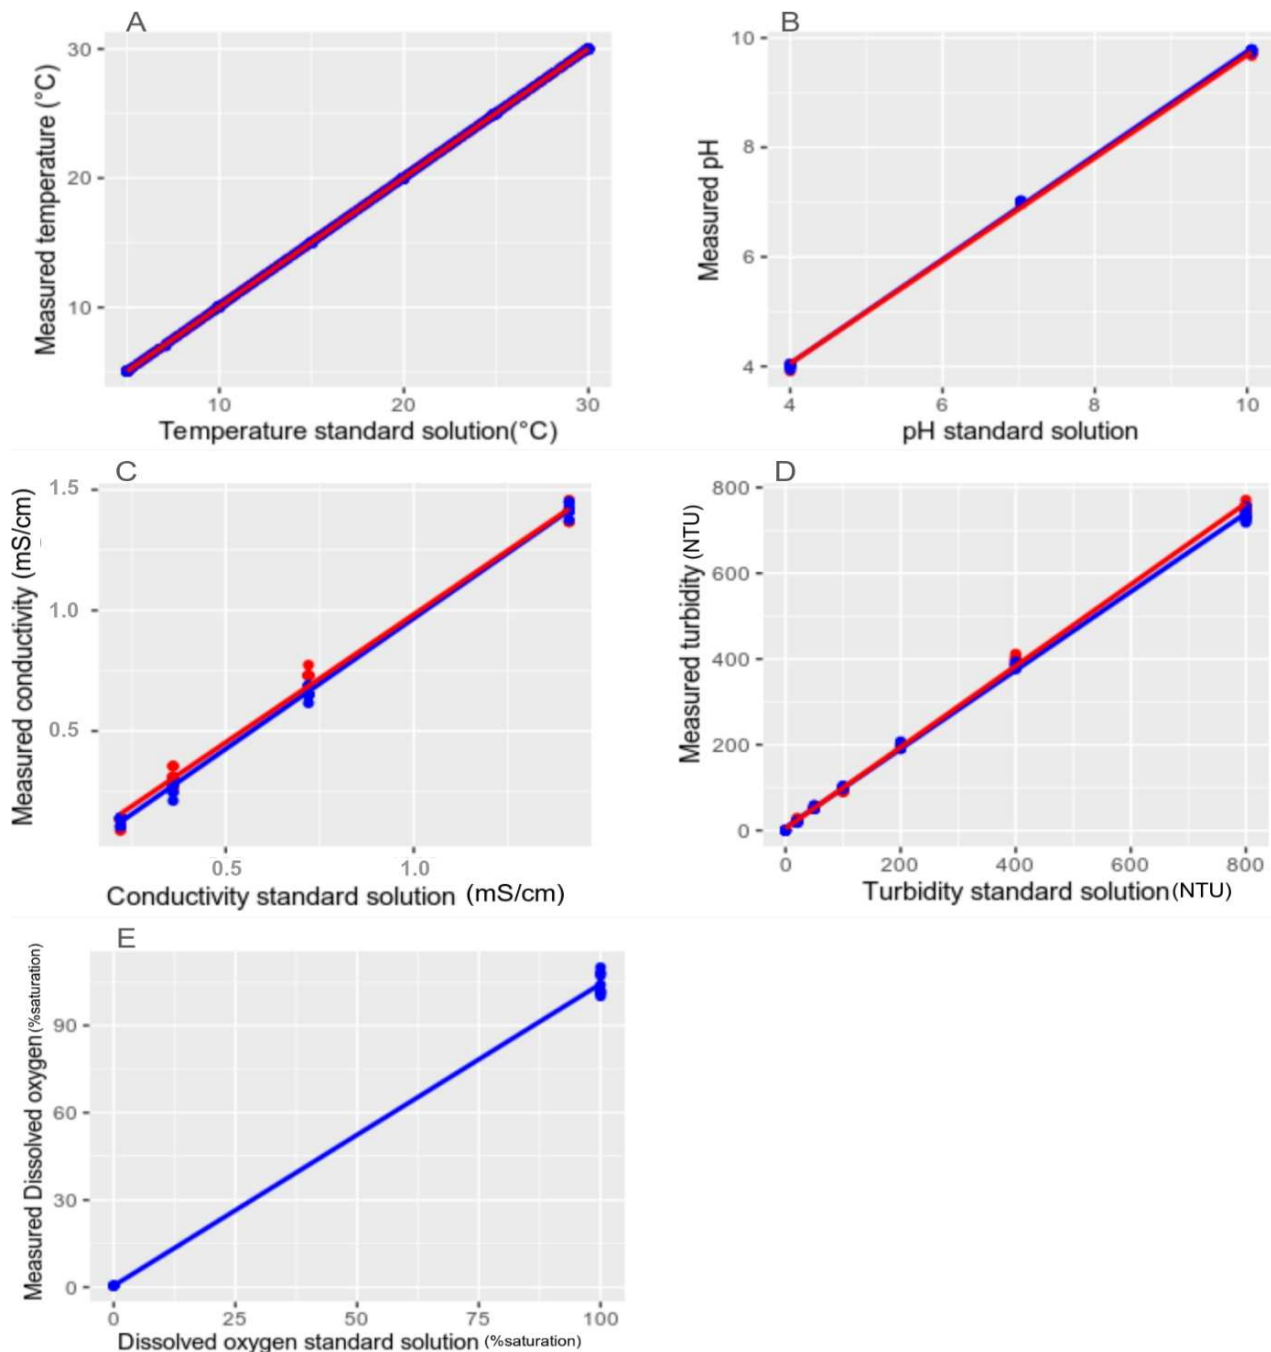 A
Measured temperature (°C)
30
20
10
10 20 30
Temperature standard solution(°C)
B
Measured pH
10
8
6
4
4 6 8 10
pH standard solution
C
Measured conductivity (mS/cm)
1.5
1.0
0.5
0.5 1.0
Conductivity standard solution (mS/cm)
D
Measured turbidity (NTU)
800
600
400
200
0
0 200 400 600 800
Turbidity standard solution(NTU)
E
Measured Dissolved oxygen (%saturation)
90
60
30
0
0 25 50 75 100
Dissolved oxygen standard solution (%saturation)